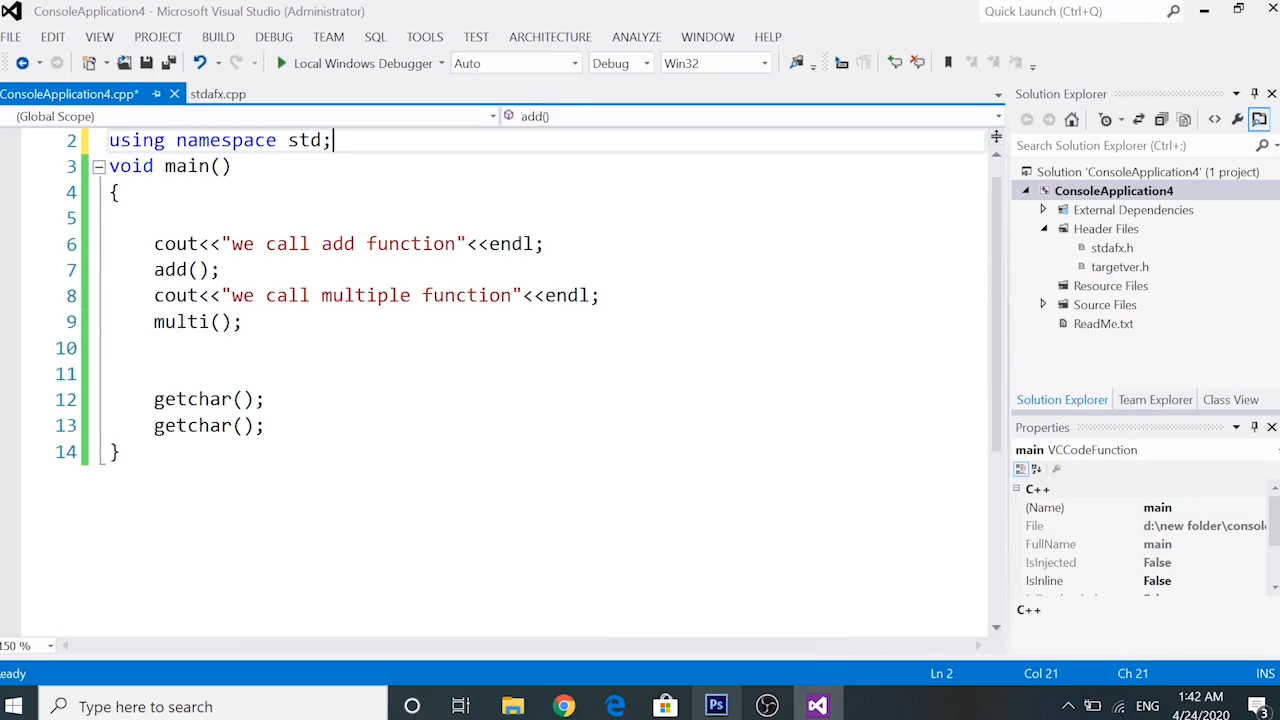 ConsoleApplication4 - Microsoft Visual Studio (Administrator)
Quick Launch (Ctrl+Q)
FILE EDIT VIEW PROJECT BUILD DEBUG TEAM SQL TOOLS TEST ARCHITECTURE ANALYZE WINDOW HELP
Local Windows Debugger Auto Debug Win32
ConsoleApplication4.cpp* stdafx.cpp
(Global Scope) add()
2 using namespace std;
3 void main()
4 {
5
6 cout<<"we call add function"<<endl;
7 add();
8 cout<<"we call multiple function"<<endl;
9 multi();
10
11
12 getchar();
13 getchar();
14 }
150 %
Solution Explorer
Search Solution Explorer (Ctrl+;)
Solution 'ConsoleApplication4' (1 project)
ConsoleApplication4
External Dependencies
Header Files
stdafx.h
targetver.h
Resource Files
Source Files
ReadMe.txt
Solution Explorer Team Explorer Class View
Properties
main VCCodeFunction
C++
(Name) main
File d:\new folder\consol
FullName main
IsInjected False
IsInline False
C++
eady Ln 2 Col 21 Ch 21 INS
Type here to search
Ps
ENG
1:42 AM
4/24/2020
3